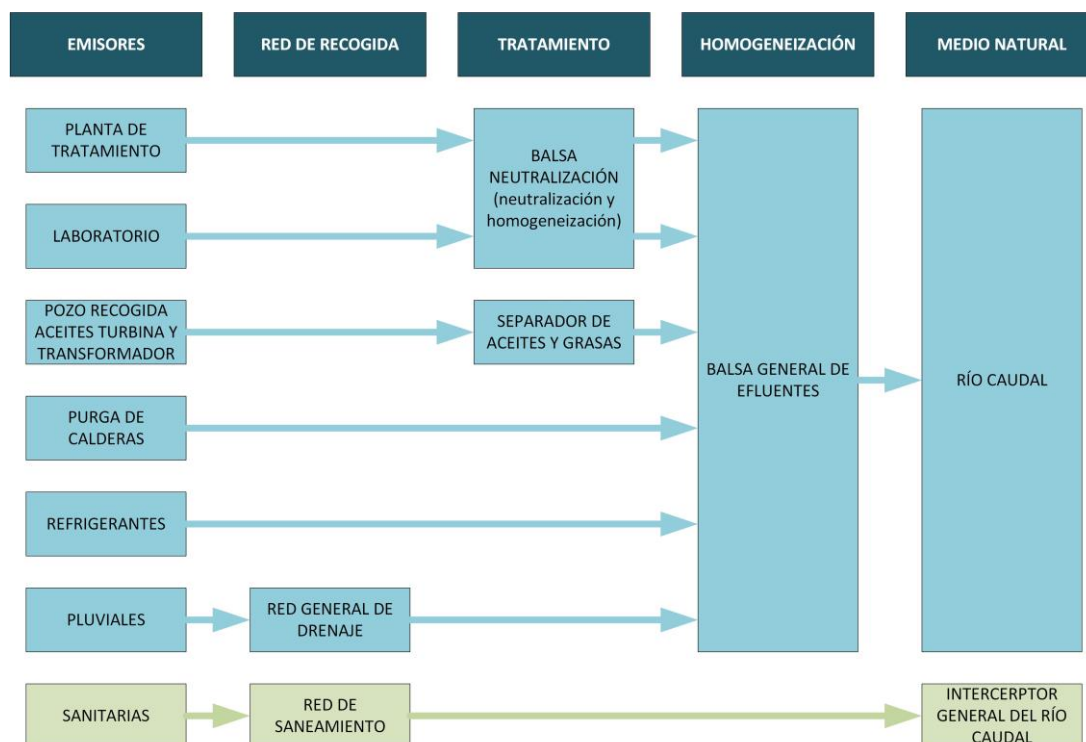 EMISORES
RED DE RECOGIDA
TRATAMIENTO
HOMOGENEIZACIÓN
MEDIO NATURAL
PLANTA DE
TRATAMIENTO
BALSA
NEUTRALIZACIÓN
(neutralización y
homogeneización)
LABORATORIO
POZO RECOGIDA
ACEITES TURBINA Y
TRANSFORMADOR
SEPARADOR DE
ACEITES Y GRASAS
BALSA GENERAL DE
EFLUENTES
RÍO CAUDAL
PURGA DE
CALDERAS
REFRIGERANTES
PLUVIALES
RED GENERAL DE
DRENAJE
SANITARIAS
RED DE
SANEAMIENTO
INTERCERPTOR
GENERAL DEL RÍO
CAUDAL